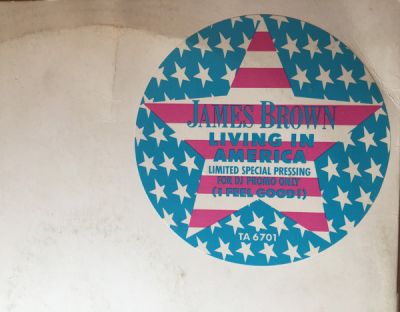 JAMES BROWN
LIVING IN
AMERICA
LIMITED SPECIAL PRESSING
FOR DJ PROMO ONLY
(I FEEL GOOD!)
TA 6701